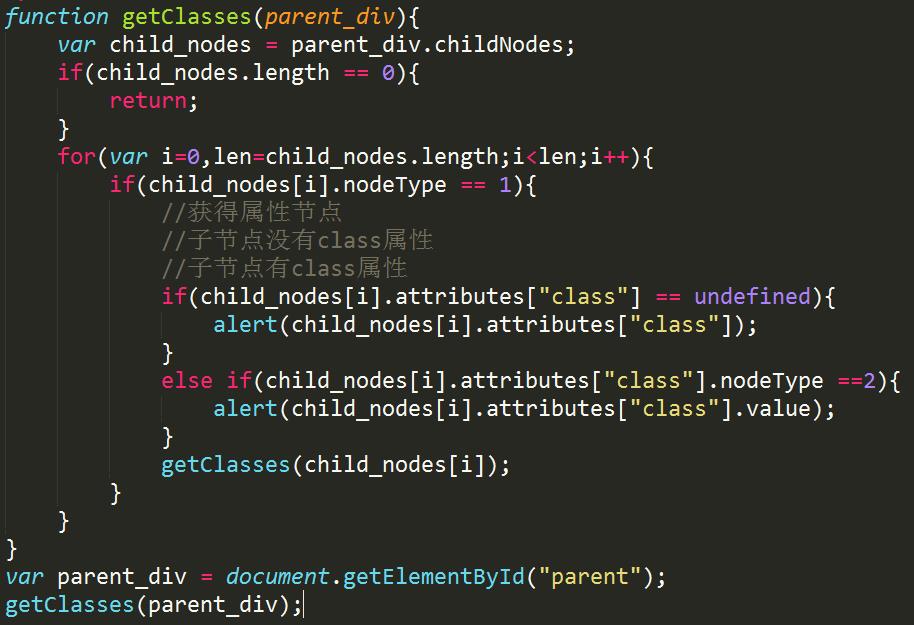 function getClasses(parent_div){
    var child_nodes = parent_div.childNodes;
    if(child_nodes.length == 0){
        return;
    }
    for(var i=0,len=child_nodes.length;i<len;i++){
        if(child_nodes[i].nodeType == 1){
            //获得属性节点
            //子节点没有class属性
            //子节点有class属性
            if(child_nodes[i].attributes["class"] == undefined){
                alert(child_nodes[i].attributes["class"]);
            }
            else if(child_nodes[i].attributes["class"].nodeType ==2){
                alert(child_nodes[i].attributes["class"].value);
            }
            getClasses(child_nodes[i]);
        }
    }
}
var parent_div = document.getElementById("parent");
getClasses(parent_div);